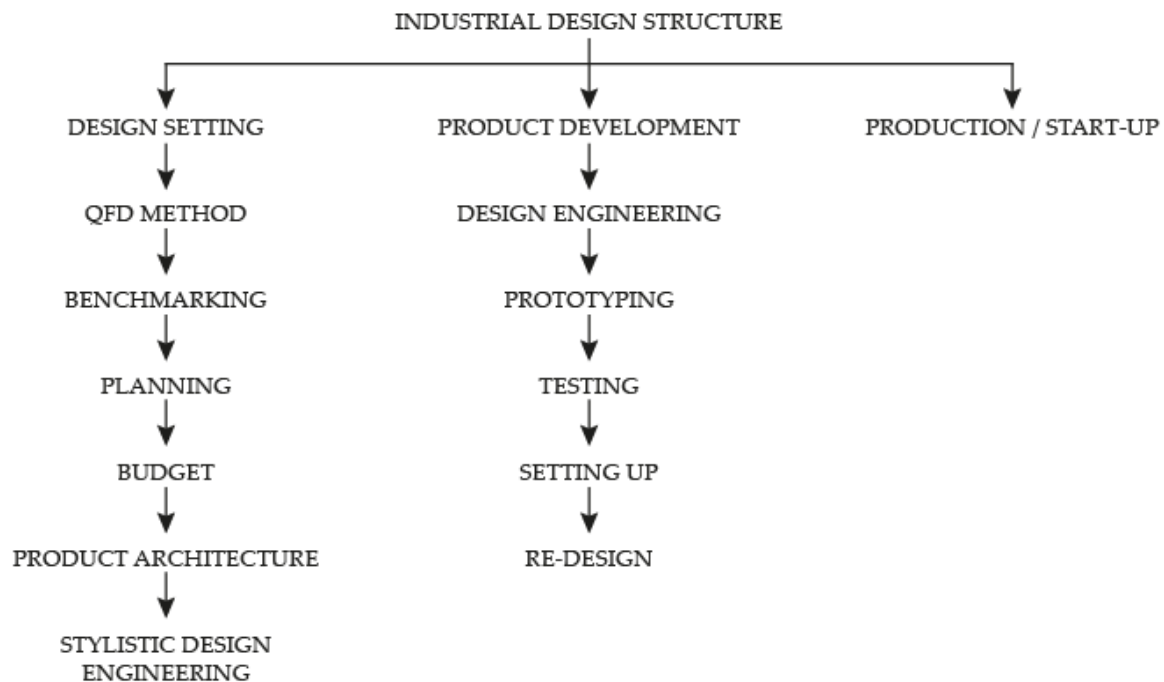 INDUSTRIAL DESIGN STRUCTURE
DESIGN SETTING
PRODUCT DEVELOPMENT
PRODUCTION / START-UP
QFD METHOD
DESIGN ENGINEERING
BENCHMARKING
PROTOTYPING
PLANNING
TESTING
BUDGET
SETTING UP
PRODUCT ARCHITECTURE
RE-DESIGN
STYLISTIC DESIGN
ENGINEERING